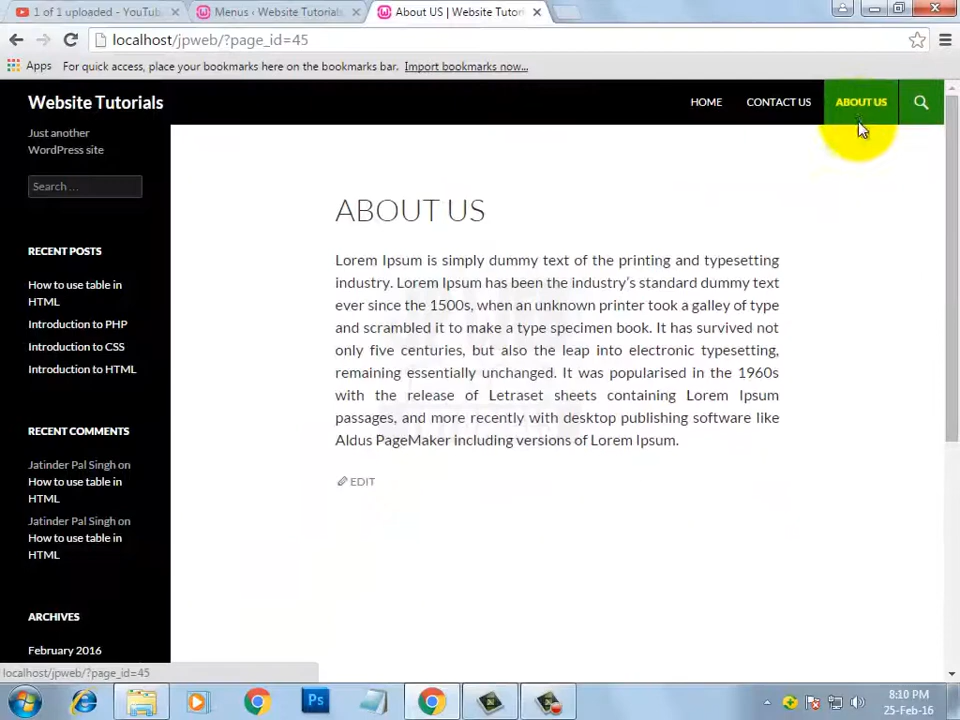 1 of 1 uploaded - YouTub
Menus ‹ Website Tutorials
About US | Website Tutor
localhost/jpweb/?page_id=45
Apps
For quick access, place your bookmarks here on the bookmarks bar. Import bookmarks now...
Website Tutorials
HOME
CONTACT US
ABOUT US
Just another
WordPress site
Search ...
RECENT POSTS
How to use table in
HTML
Introduction to PHP
Introduction to CSS
Introduction to HTML
RECENT COMMENTS
Jatinder Pal Singh on
How to use table in
HTML
Jatinder Pal Singh on
How to use table in
HTML
ARCHIVES
February 2016
ABOUT US
Lorem Ipsum is simply dummy text of the printing and typesetting
industry. Lorem Ipsum has been the industry's standard dummy text
ever since the 1500s, when an unknown printer took a galley of type
and scrambled it to make a type specimen book. It has survived not
only five centuries, but also the leap into electronic typesetting,
remaining essentially unchanged. It was popularised in the 1960s
with the release of Letraset sheets containing Lorem Ipsum
passages, and more recently with desktop publishing software like
Aldus PageMaker including versions of Lorem Ipsum.
EDIT
localhost/jpweb/?page_id=45
Ps
8:10 PM
25-Feb-16